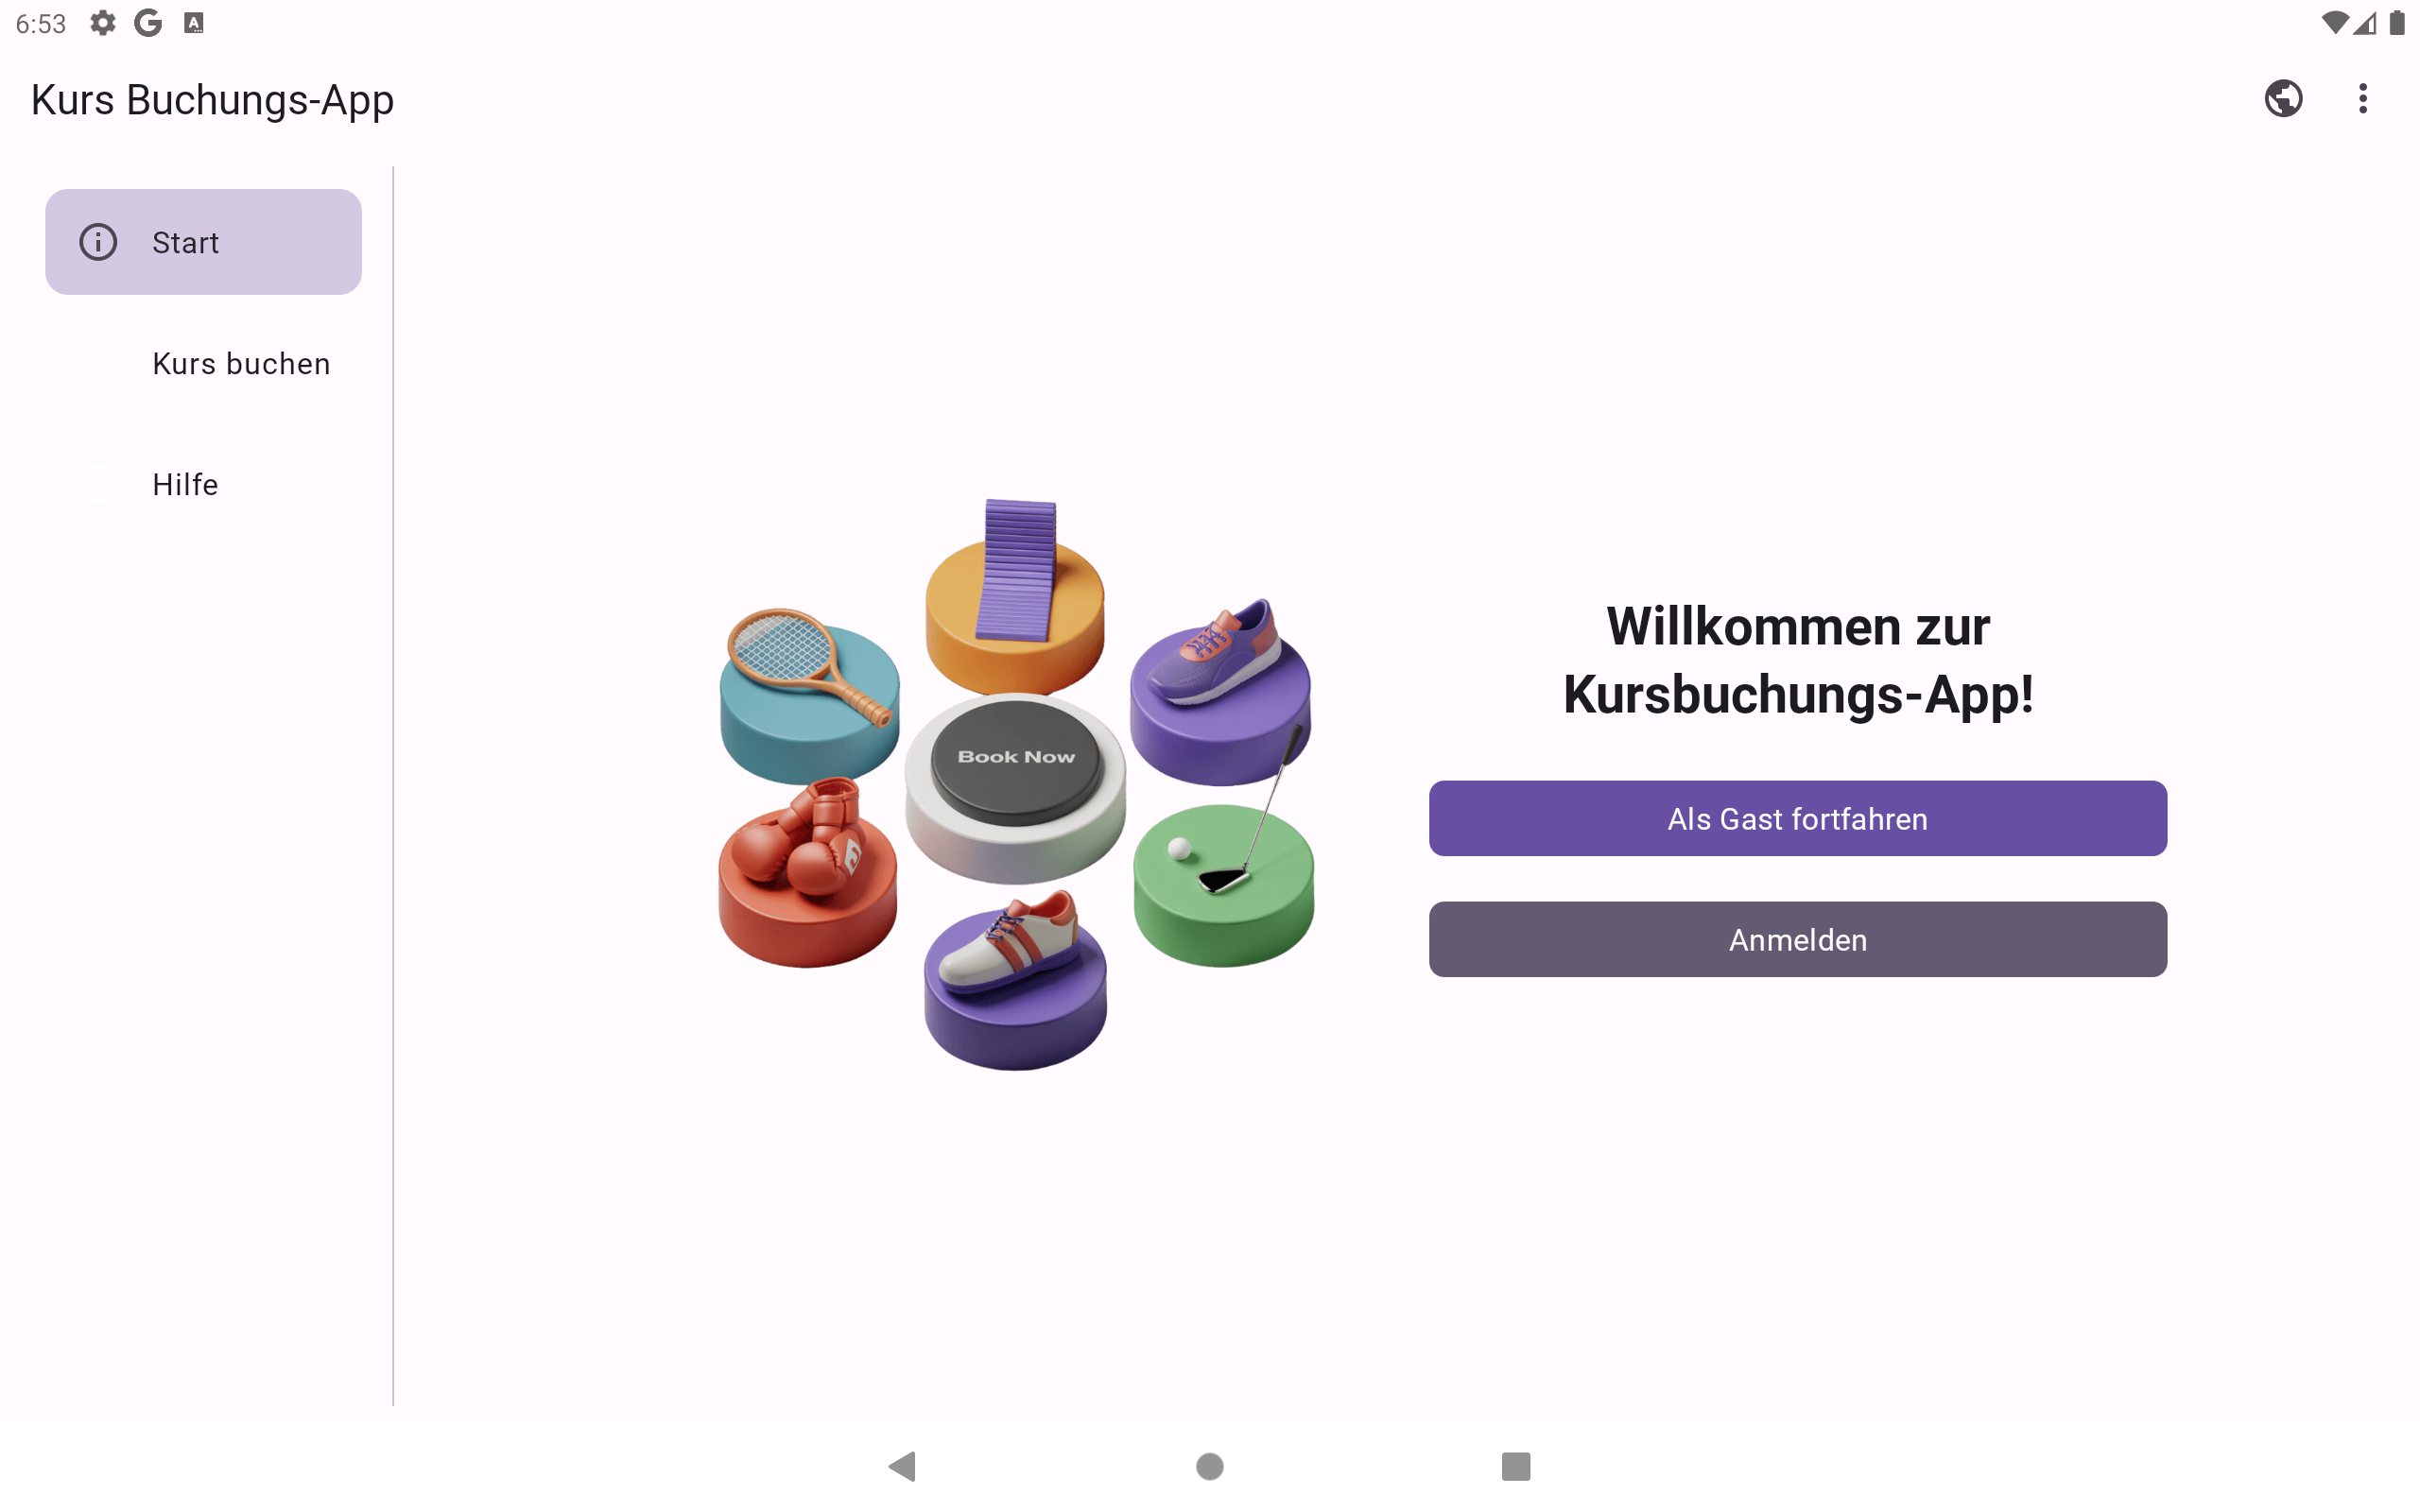 6:53
Kurs Buchungs-App
Start
Kurs buchen
Hilfe
Book Now
Willkommen zur
Kursbuchungs-App!
Als Gast fortfahren
Anmelden